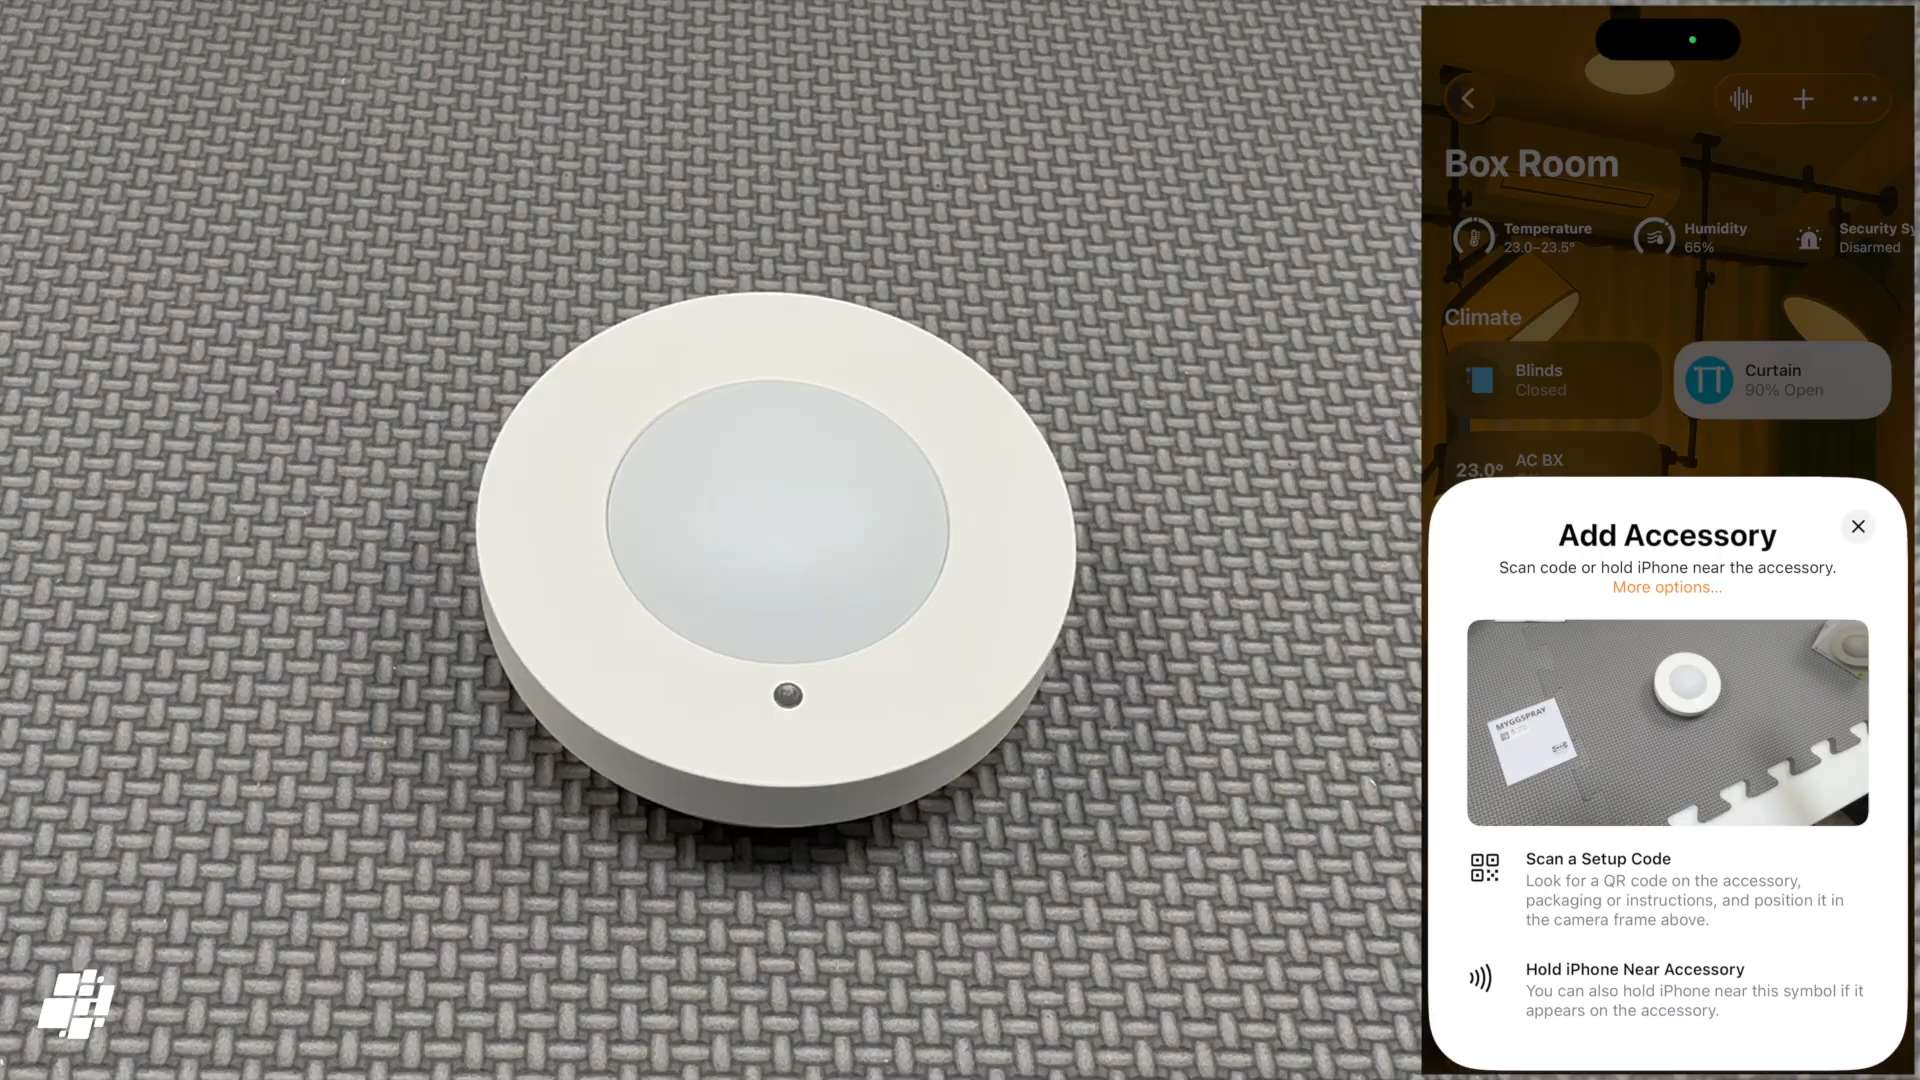 Box Room
Temperature
23.0–23.5°
Humidity
65%
Security Sy
Disarmed
Climate
Blinds
Closed
Curtain
90% Open
23.0°
AC BX
Add Accessory
Scan code or hold iPhone near the accessory.
More options...
MYGGSPRAY
Scan a Setup Code
Look for a QR code on the accessory,
packaging or instructions, and position it in
the camera frame above.
Hold iPhone Near Accessory
You can also hold iPhone near this symbol if it
appears on the accessory.